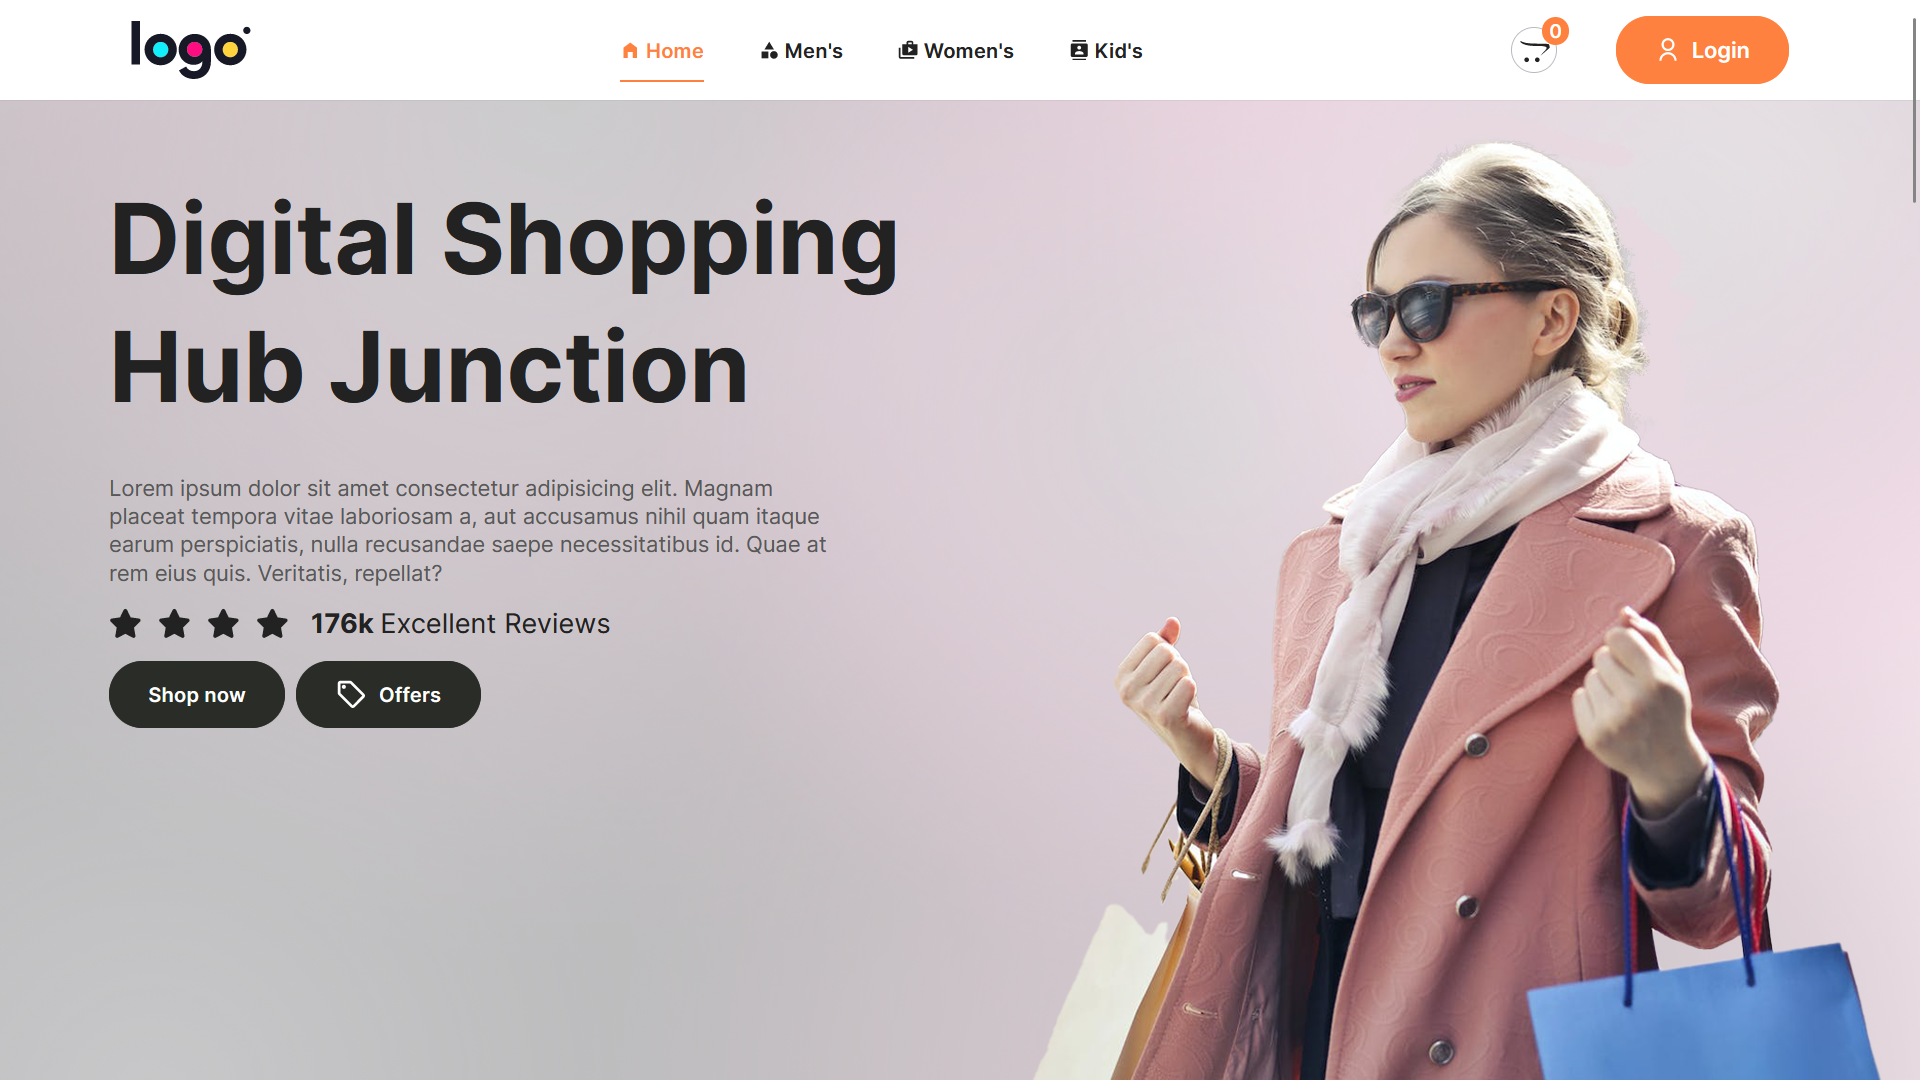 logo
Home
Men's
Women's
Kid's
0
Login
Digital Shopping
Hub Junction
Lorem ipsum dolor sit amet consectetur adipisicing elit. Magnam
placeat tempora vitae laboriosam a, aut accusamus nihil quam itaque
earum perspiciatis, nulla recusandae saepe necessitatibus id. Quae at
rem eius quis. Veritatis, repellat?
176k Excellent Reviews
Shop now
Offers